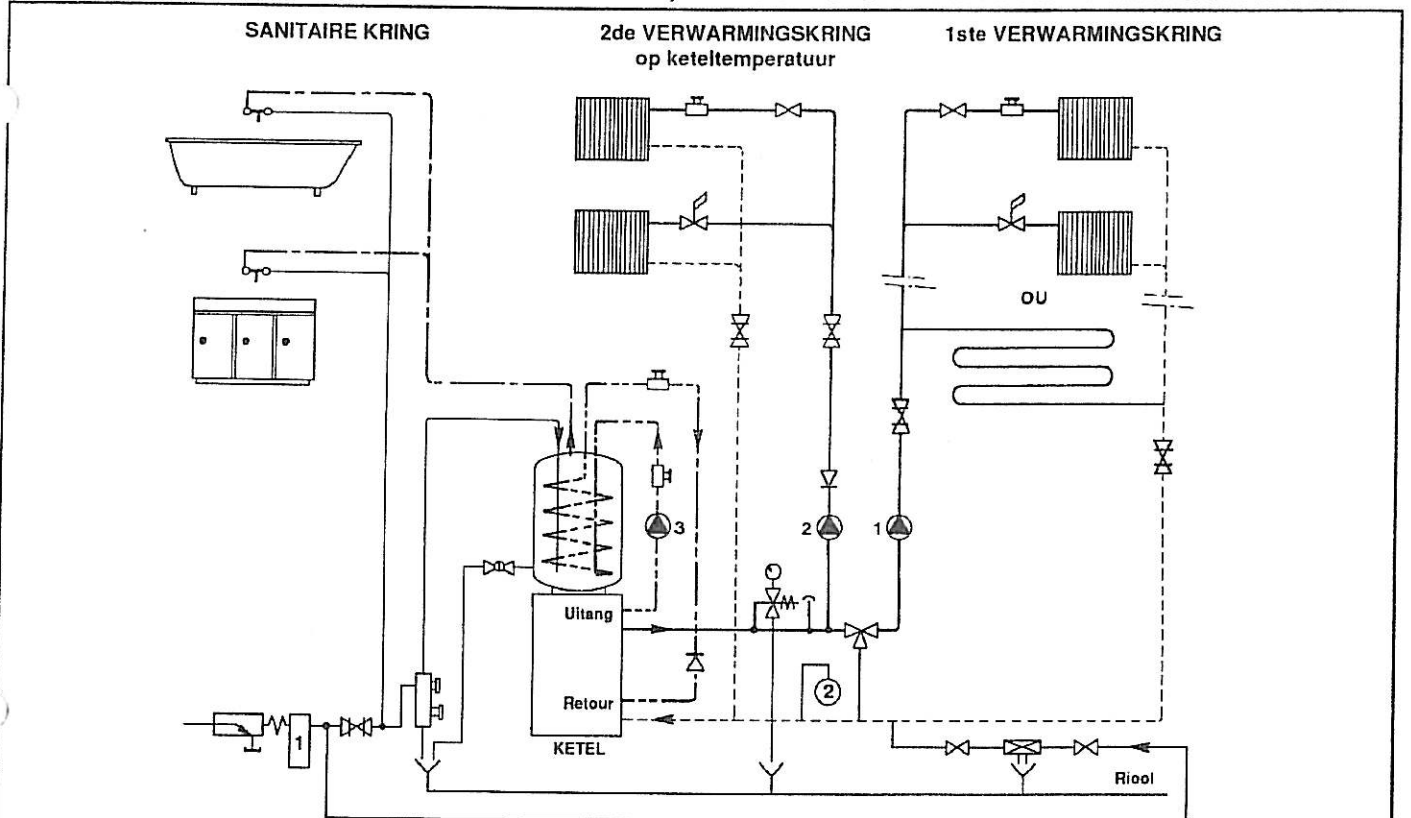 SANITAIRE KRING
2de VERWARMINGSKRING
op keteltemperatuur
1ste VERWARMINGSKRING
OU
3
2
1
Uitang
2
Retour
1
KETEL
Riool